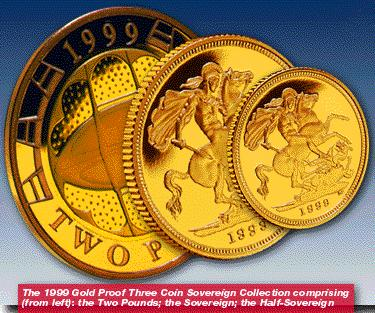 1999
TWO P
1999
1999
The 1999 Gold Proof Three Coin Sovereign Collection comprising
(from left): the Two Pounds; the Sovereign; the Half-Sovereign